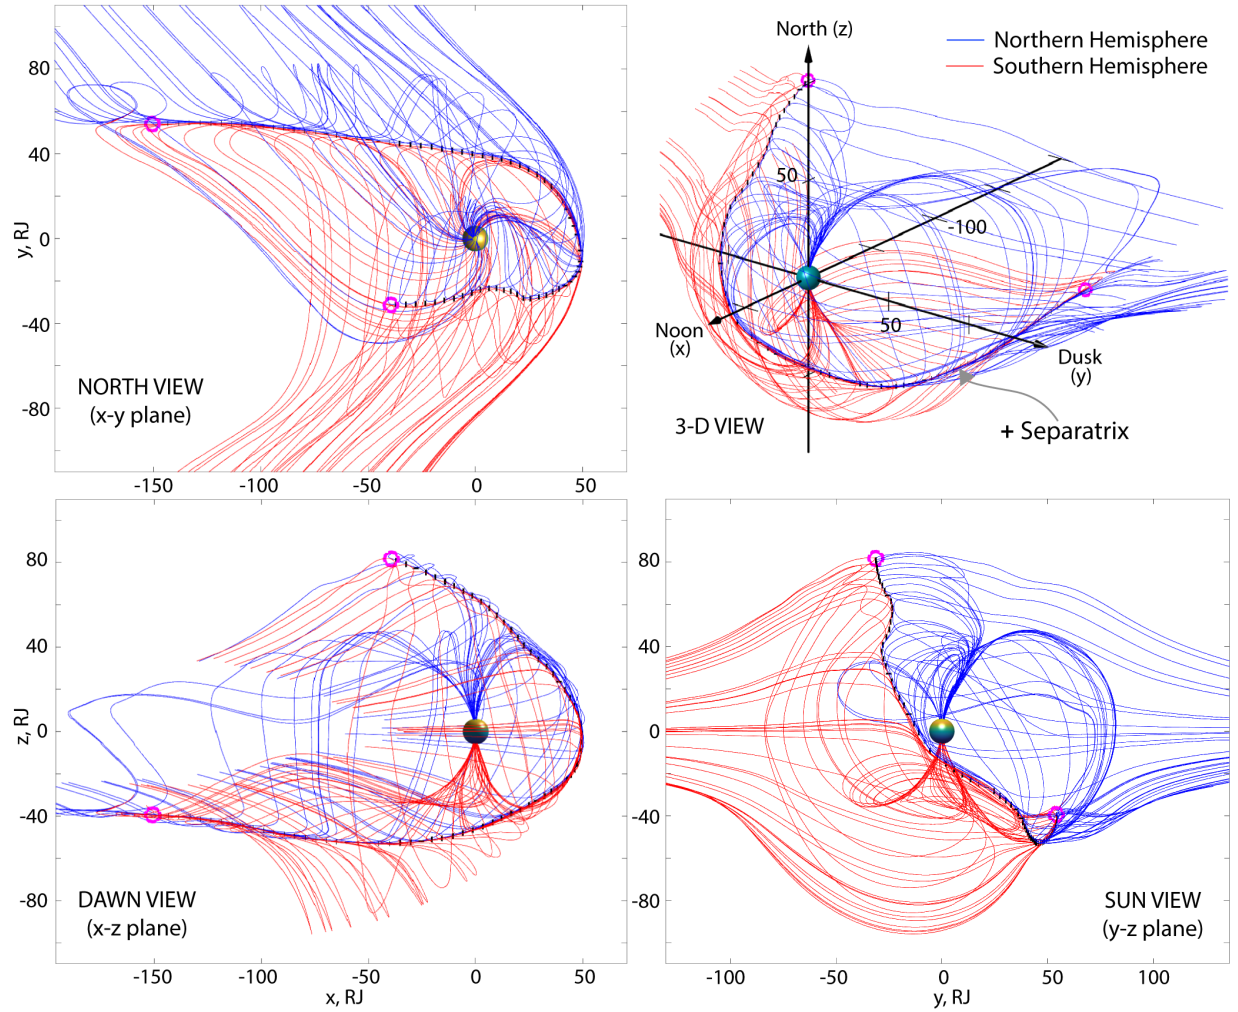 80
40
0
-40
-80
y, RJ
NORTH VIEW
(x-y plane)
-150
-100
-50
0
50
North (z)
Northern Hemisphere
Southern Hemisphere
50
-100
50
Noon
(x)
Dusk
(y)
3-D VIEW
+ Separatrix
80
40
0
-40
-80
z, RJ
DAWN VIEW
(x-z plane)
-150
-100
-50
0
50
x, RJ
80
40
0
-40
-80
SUN VIEW
(y-z plane)
-100
-50
0
50
100
y, RJ